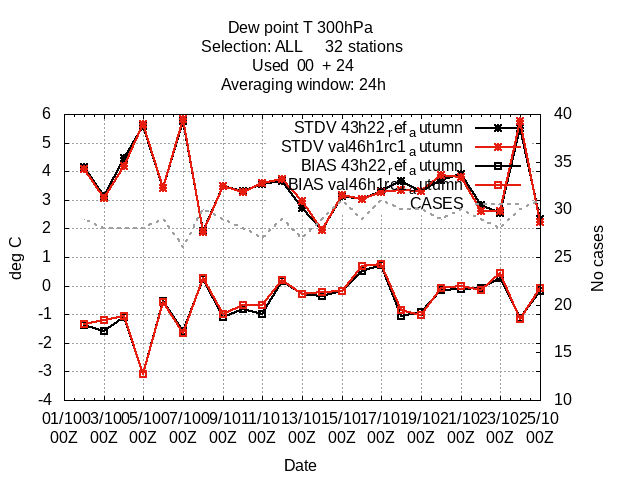 Dew point T 300hPa
Selection: ALL 32 stations
Used 00 + 24
Averaging window: 24h
STDV 43h22_ref_autumn
STDV val46h1rc1_autumn
BIAS 43h22_ref_autumn
BIAS val46h1rc1_autumn
CASES
deg C
6
5
4
3
2
1
0
-1
-2
-3
-4
No cases
40
35
30
25
20
15
10
01/10 03/10 05/10 07/10 09/10 11/10 13/10 15/10 17/10 19/10 21/10 23/10 25/10
00Z 00Z 00Z 00Z 00Z 00Z 00Z 00Z 00Z 00Z 00Z 00Z 00Z
Date